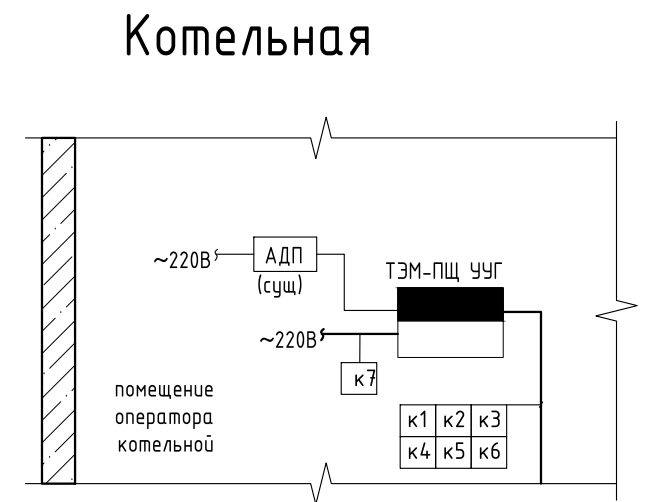 Котельная
~220В
АДП
(сущ)
ТЭМ-ПЩ УУГ
~220В
к7
помещение
оператора
котельной
к1 к2 к3
к4 к5 к6